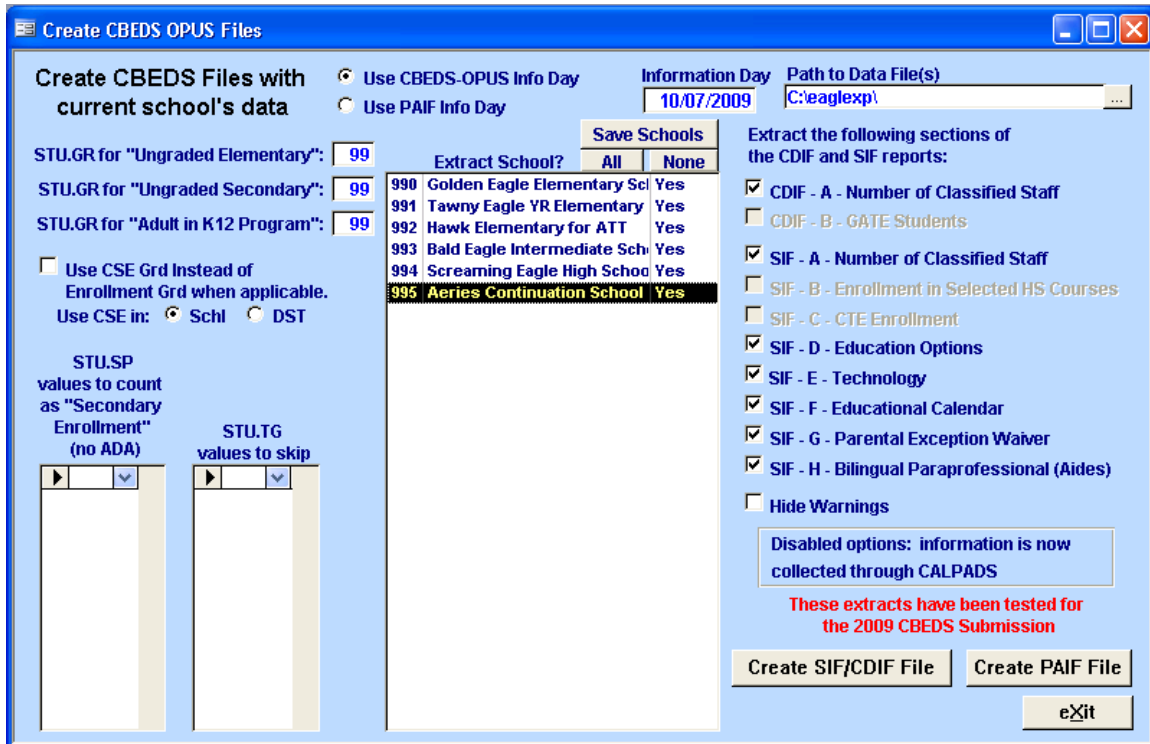 Create CBEDS OPUS Files
Create CBEDS Files with
current school's data
Use CBEDS-OPUS Info Day
Use PAIF Info Day
Information Day
10/07/2009
Path to Data File(s)
C:\eaglexp\
...
STU.GR for "Ungraded Elementary": 99
STU.GR for "Ungraded Secondary": 99
STU.GR for "Adult in K12 Program": 99
Use CSE Grd Instead of
Enrollment Grd when applicable.
Use CSE in: Schl DST
STU.SP
values to count
as "Secondary
Enrollment"
(no ADA)
STU.TG
values to skip
Save Schools
Extract School? All None
990 Golden Eagle Elementary Scl Yes
991 Tawny Eagle YR Elementary Yes
992 Hawk Elementary for ATT Yes
993 Bald Eagle Intermediate Sch Yes
994 Screaming Eagle High Schoo Yes
995 Aeries Continuation School Yes
Extract the following sections of
the CDIF and SIF reports:
CDIF - A - Number of Classified Staff
CDIF - B - GATE Students
SIF - A - Number of Classified Staff
SIF - B - Enrollment in Selected HS Courses
SIF - C - CTE Enrollment
SIF - D - Education Options
SIF - E - Technology
SIF - F - Educational Calendar
SIF - G - Parental Exception Waiver
SIF - H - Bilingual Paraprofessional (Aides)
Hide Warnings
Disabled options: information is now
collected through CALPADS
These extracts have been tested for
the 2009 CBEDS Submission
Create SIF/CDIF File
Create PAIF File
eXit